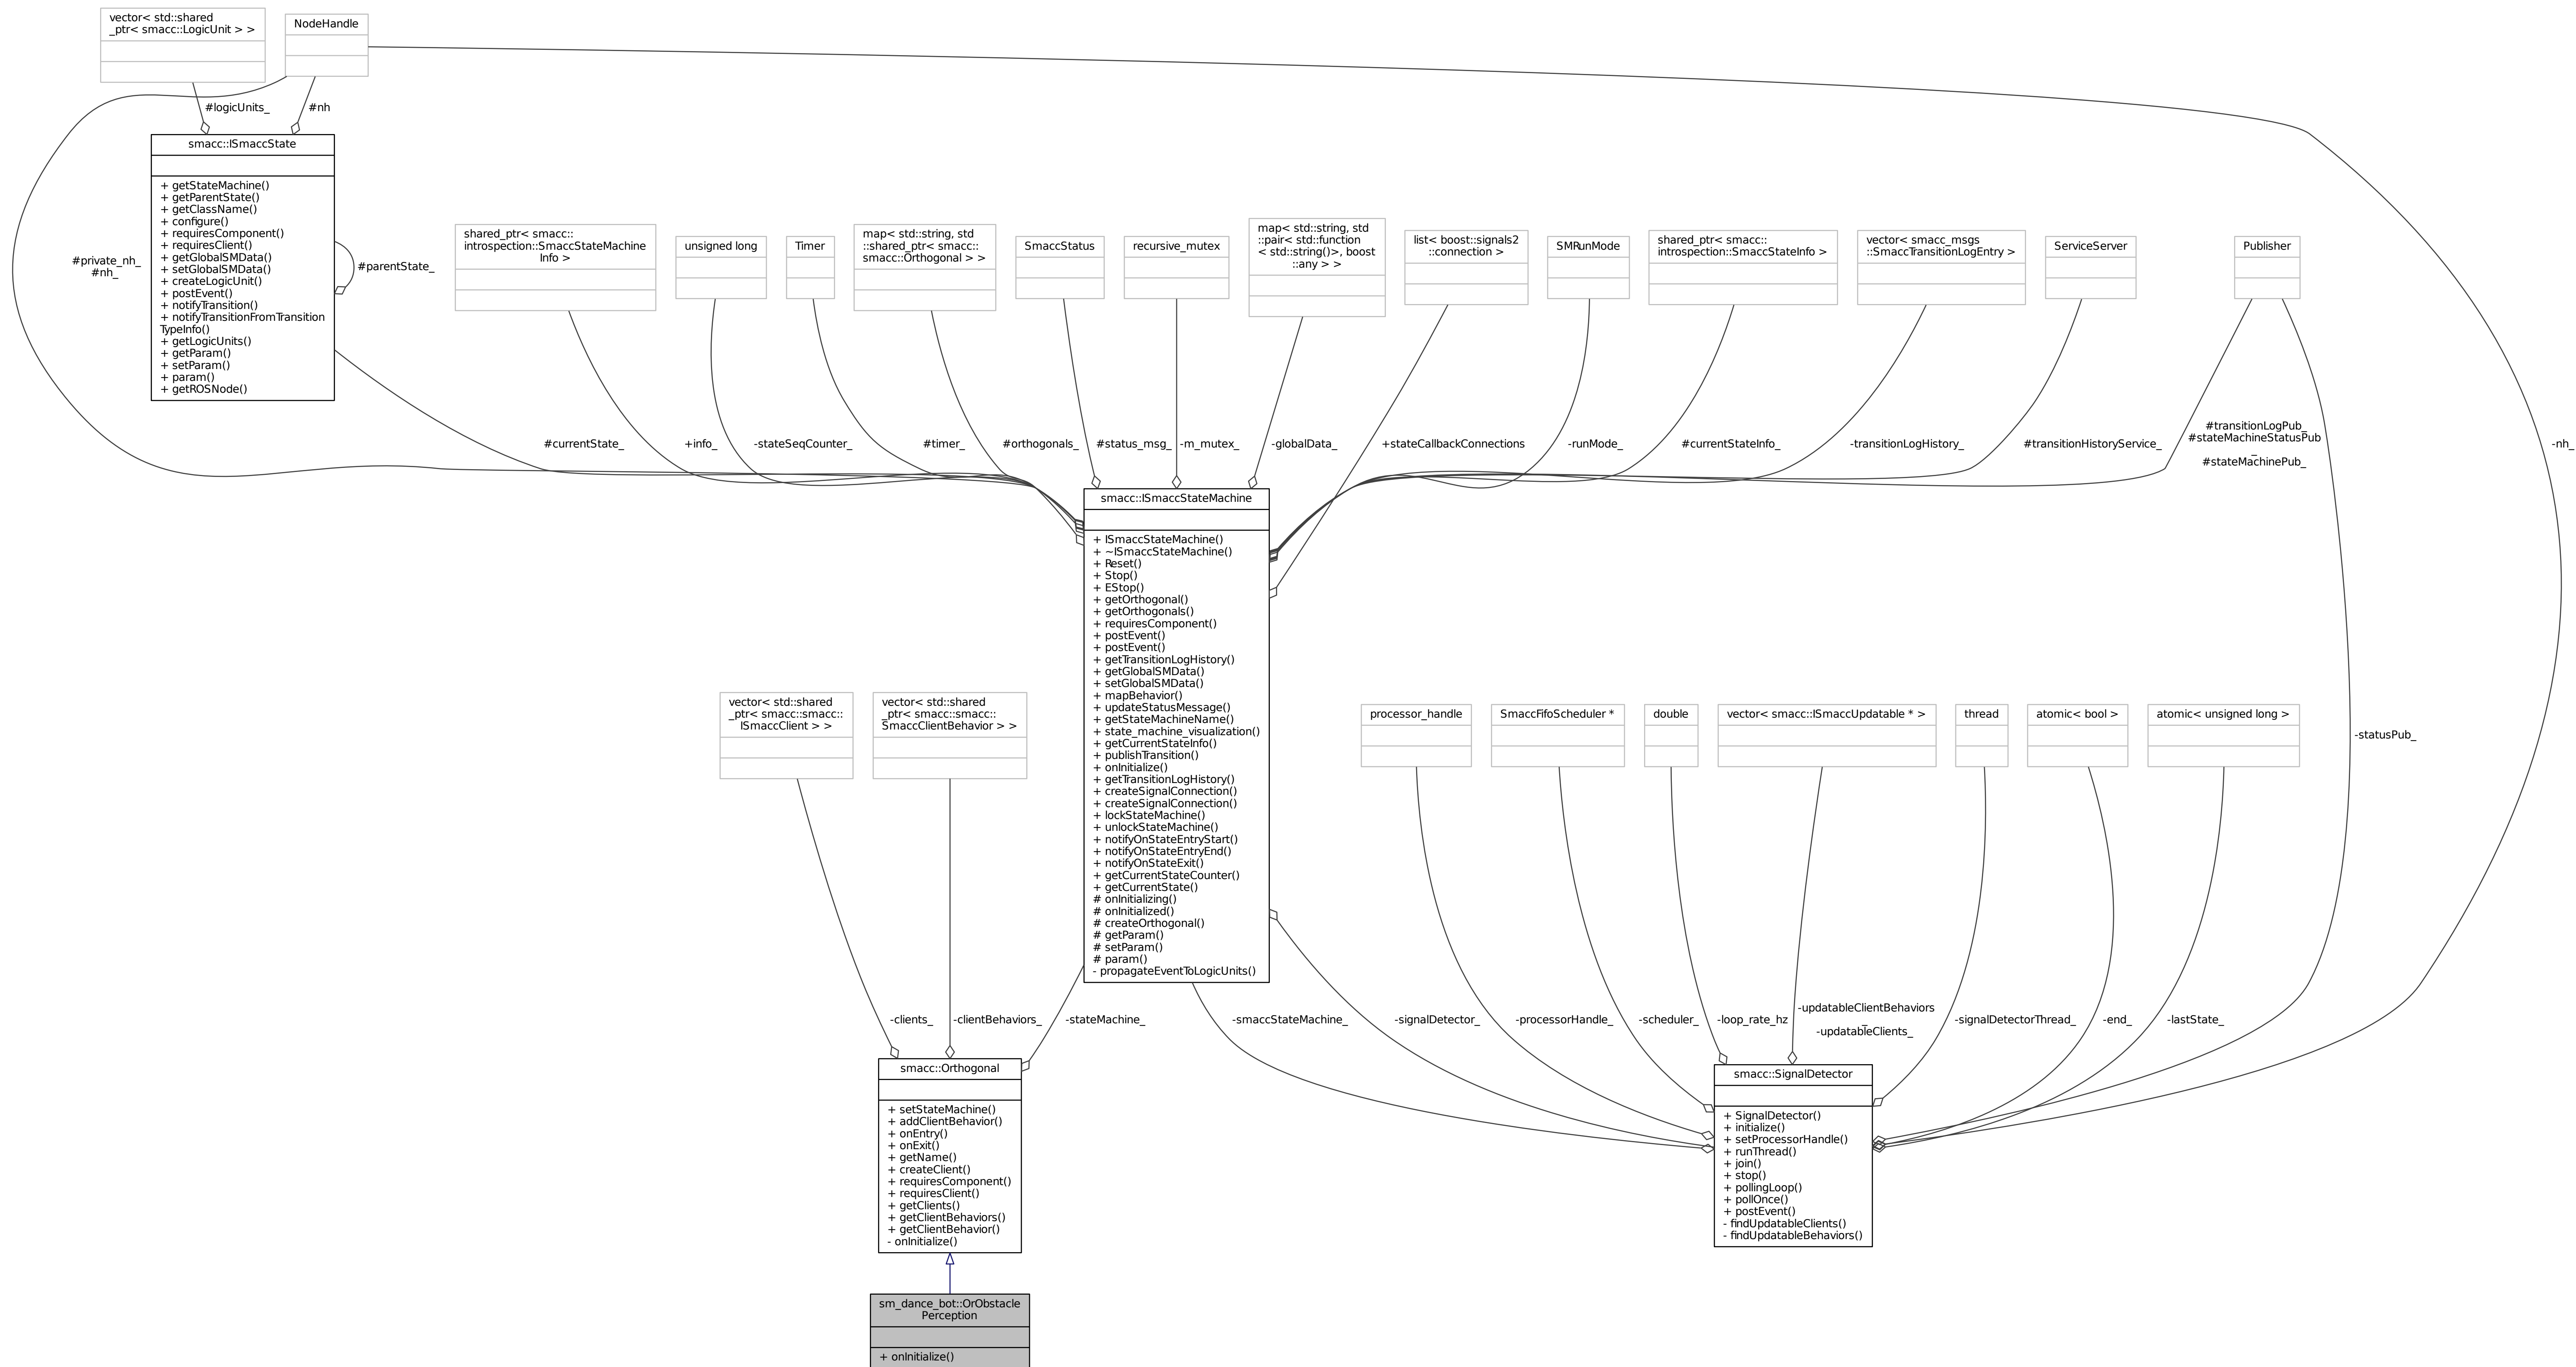 vector< std::shared
_ptr< smacc::LogicUnit > >
NodeHandle
#logicUnits_
#nh
smacc::ISmaccState
+ getStateMachine()
+ getParentState()
+ getClassName()
+ configure()
+ requiresComponent()
+ requiresClient()
+ getGlobalSMData()
+ setGlobalSMData()
+ createLogicUnit()
+ postEvent()
+ notifyTransition()
+ notifyTransitionFromTransition
TypeInfo()
+ getLogicUnits()
+ getParam()
+ setParam()
+ param()
+ getROSNode()
#private_nh_
#nh_
#parentState_
shared_ptr< smacc::
introspection::SmaccStateMachine
Info >
unsigned long
Timer
map< std::string, std
::shared_ptr< smacc::
smacc::Orthogonal > >
SmaccStatus
recursive_mutex
map< std::string, std
::pair< std::function
< std::string()>, boost
::any > >
list< boost::signals2
::connection >
SMRunMode
shared_ptr< smacc::
introspection::SmaccStateInfo >
vector< smacc_msgs
::SmaccTransitionLogEntry >
ServiceServer
Publisher
#currentState_
+info_
-stateSeqCounter_
#timer_
#orthogonals_
#status_msg_
-m_mutex_
-globalData_
+stateCallbackConnections
-runMode_
#currentStateInfo_
-transitionLogHistory_
#transitionHistoryService_
#transitionLogPub_
#stateMachineStatusPub
_
#stateMachinePub_
-nh_
smacc::ISmaccStateMachine
+ ISmaccStateMachine()
+ ~ISmaccStateMachine()
+ Reset()
+ Stop()
+ EStop()
+ getOrthogonal()
+ getOrthogonals()
+ requiresComponent()
+ postEvent()
+ postEvent()
+ getTransitionLogHistory()
+ getGlobalSMData()
+ setGlobalSMData()
+ mapBehavior()
+ updateStatusMessage()
+ getStateMachineName()
+ state_machine_visualization()
+ getCurrentStateInfo()
+ publishTransition()
+ onInitialize()
+ getTransitionLogHistory()
+ createSignalConnection()
+ createSignalConnection()
+ lockStateMachine()
+ unlockStateMachine()
+ notifyOnStateEntryStart()
+ notifyOnStateEntryEnd()
+ notifyOnStateExit()
+ getCurrentStateCounter()
+ getCurrentState()
# onInitializing()
# onInitialized()
# createOrthogonal()
# getParam()
# setParam()
# param()
- propagateEventToLogicUnits()
vector< std::shared
_ptr< smacc::smacc::
ISmaccClient > >
vector< std::shared
_ptr< smacc::smacc::
SmaccClientBehavior > >
processor_handle
SmaccFifoScheduler *
double
vector< smacc::ISmaccUpdatable * >
thread
atomic< bool >
atomic< unsigned long >
-statusPub_
-clients_
-clientBehaviors_
-stateMachine_
-smaccStateMachine_
-signalDetector_
-processorHandle_
-scheduler_
-loop_rate_hz
-updatableClientBehaviors
_
-updatableClients_
-signalDetectorThread_
-end_
-lastState_
smacc::Orthogonal
+ setStateMachine()
+ addClientBehavior()
+ onEntry()
+ onExit()
+ getName()
+ createClient()
+ requiresComponent()
+ requiresClient()
+ getClients()
+ getClientBehaviors()
+ getClientBehavior()
- onInitialize()
smacc::SignalDetector
+ SignalDetector()
+ initialize()
+ setProcessorHandle()
+ runThread()
+ join()
+ stop()
+ pollingLoop()
+ pollOnce()
+ postEvent()
- findUpdatableClients()
- findUpdatableBehaviors()
sm_dance_bot::OrObstacle
Perception
+ onInitialize()